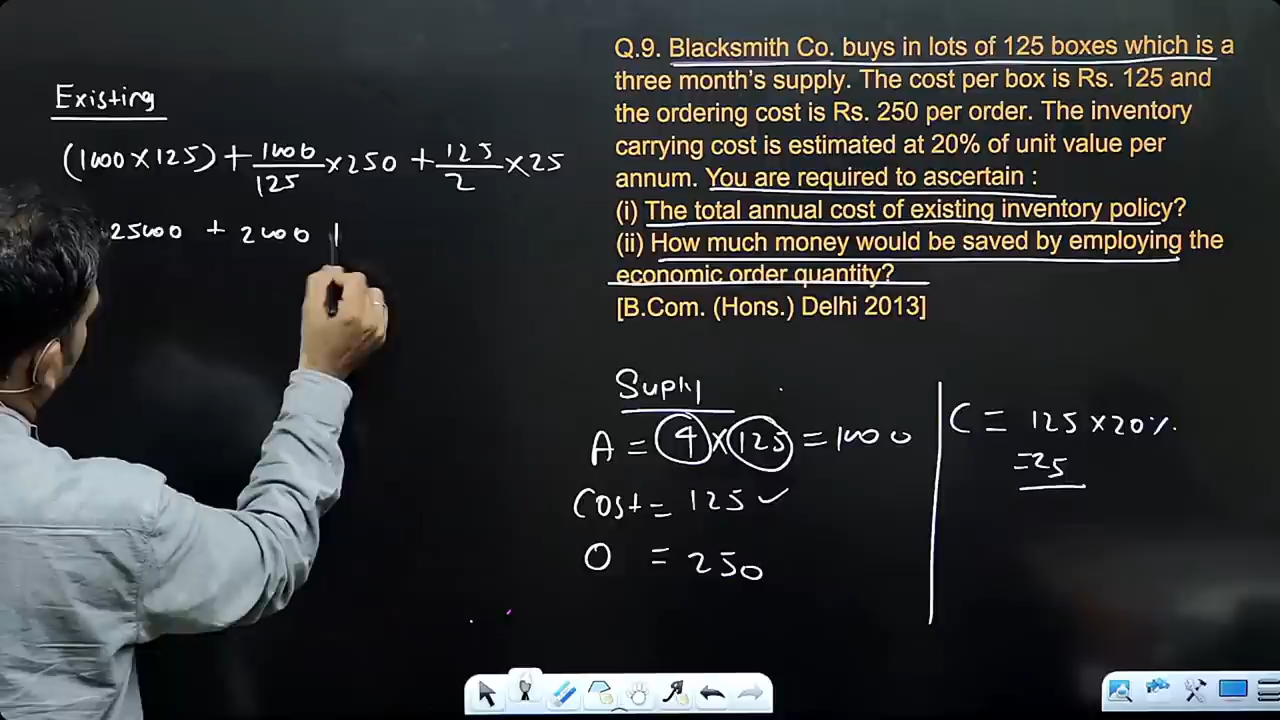 Existing
(1000 × 125) + 1000/125 × 250 + 125/2 × 25
25000 + 2000
Q.9. Blacksmith Co. buys in lots of 125 boxes which is a
three month's supply. The cost per box is Rs. 125 and
the ordering cost is Rs. 250 per order. The inventory
carrying cost is estimated at 20% of unit value per
annum. You are required to ascertain :
(i) The total annual cost of existing inventory policy?
(ii) How much money would be saved by employing the
economic order quantity?
[B.Com. (Hons.) Delhi 2013]
Suply
A = 4 × 125 = 1000
Cost = 125 ✓
O = 250
C = 125 × 20%.
= 25